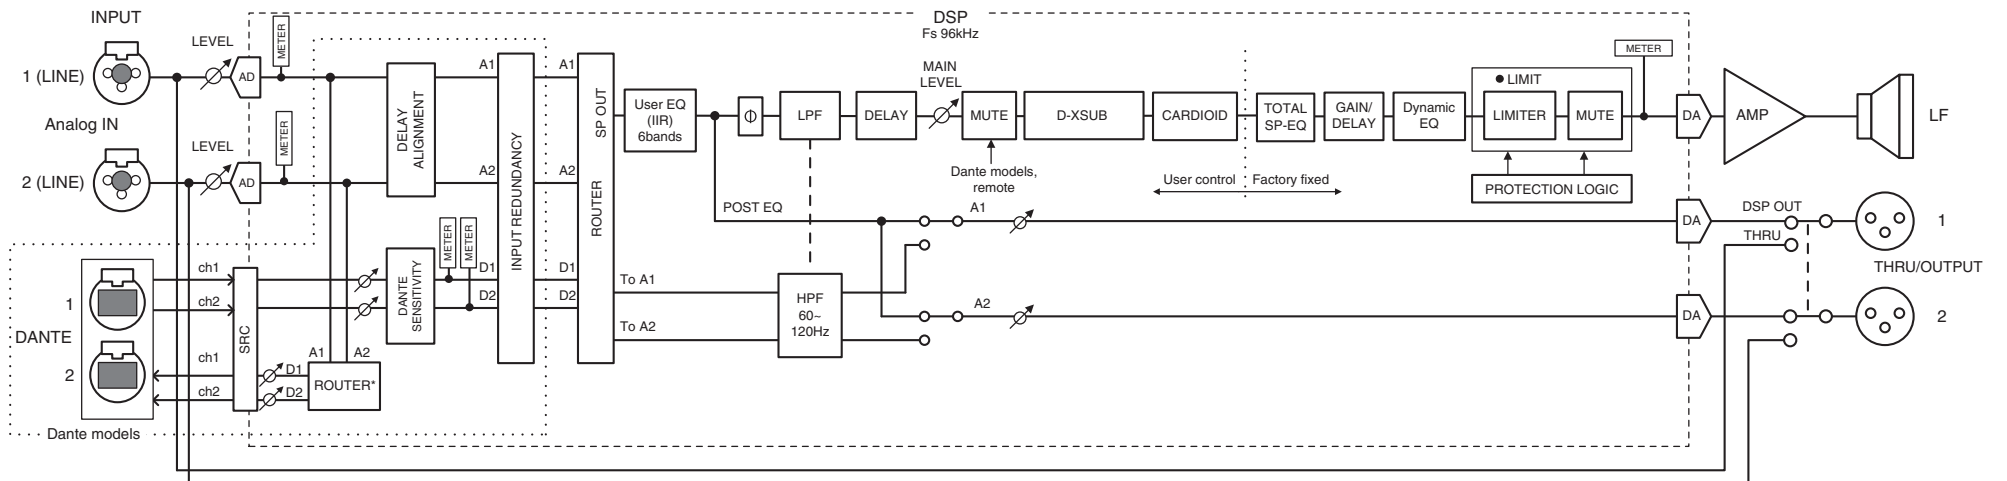 INPUT
DSP
Fs 96kHz
LEVEL
METER
1 (LINE)
AD
Analog IN
LEVEL
METER
2 (LINE)
AD
DELAY
ALIGNMENT
A1
A2
INPUT REDUNDANCY
A1
A2
SP OUT
ROUTER
User EQ
(IIR)
6bands
Φ
LPF
DELAY
MAIN
LEVEL
MUTE
Dante models,
remote
D-XSUB
CARDIOID
User control
Factory fixed
TOTAL
SP-EQ
GAIN/
DELAY
Dynamic
EQ
● LIMIT
LIMITER
MUTE
PROTECTION LOGIC
METER
DA
AMP
LF
POST EQ
A1
DA
DSP OUT
THRU
1
THRU/OUTPUT
DANTE
1
2
ch1
ch2
ch1
ch2
SRC
DANTE
SENSITIVITY
METER
METER
D1
D2
D1
D2
A1
A2
D1
D2
ROUTER*
To A1
To A2
HPF
60~
120Hz
A2
DA
2
Dante models